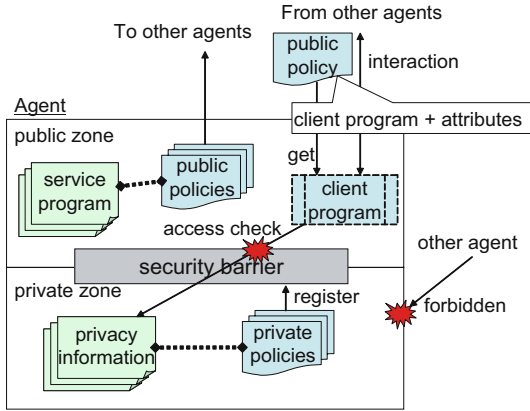 From other agents
To other agents
public
policy
interaction
Agent
client program + attributes
public zone
get
service
program
public
policies
client
program
access check
other agent
security barrier
private zone
register
forbidden
privacy
information
private
policies